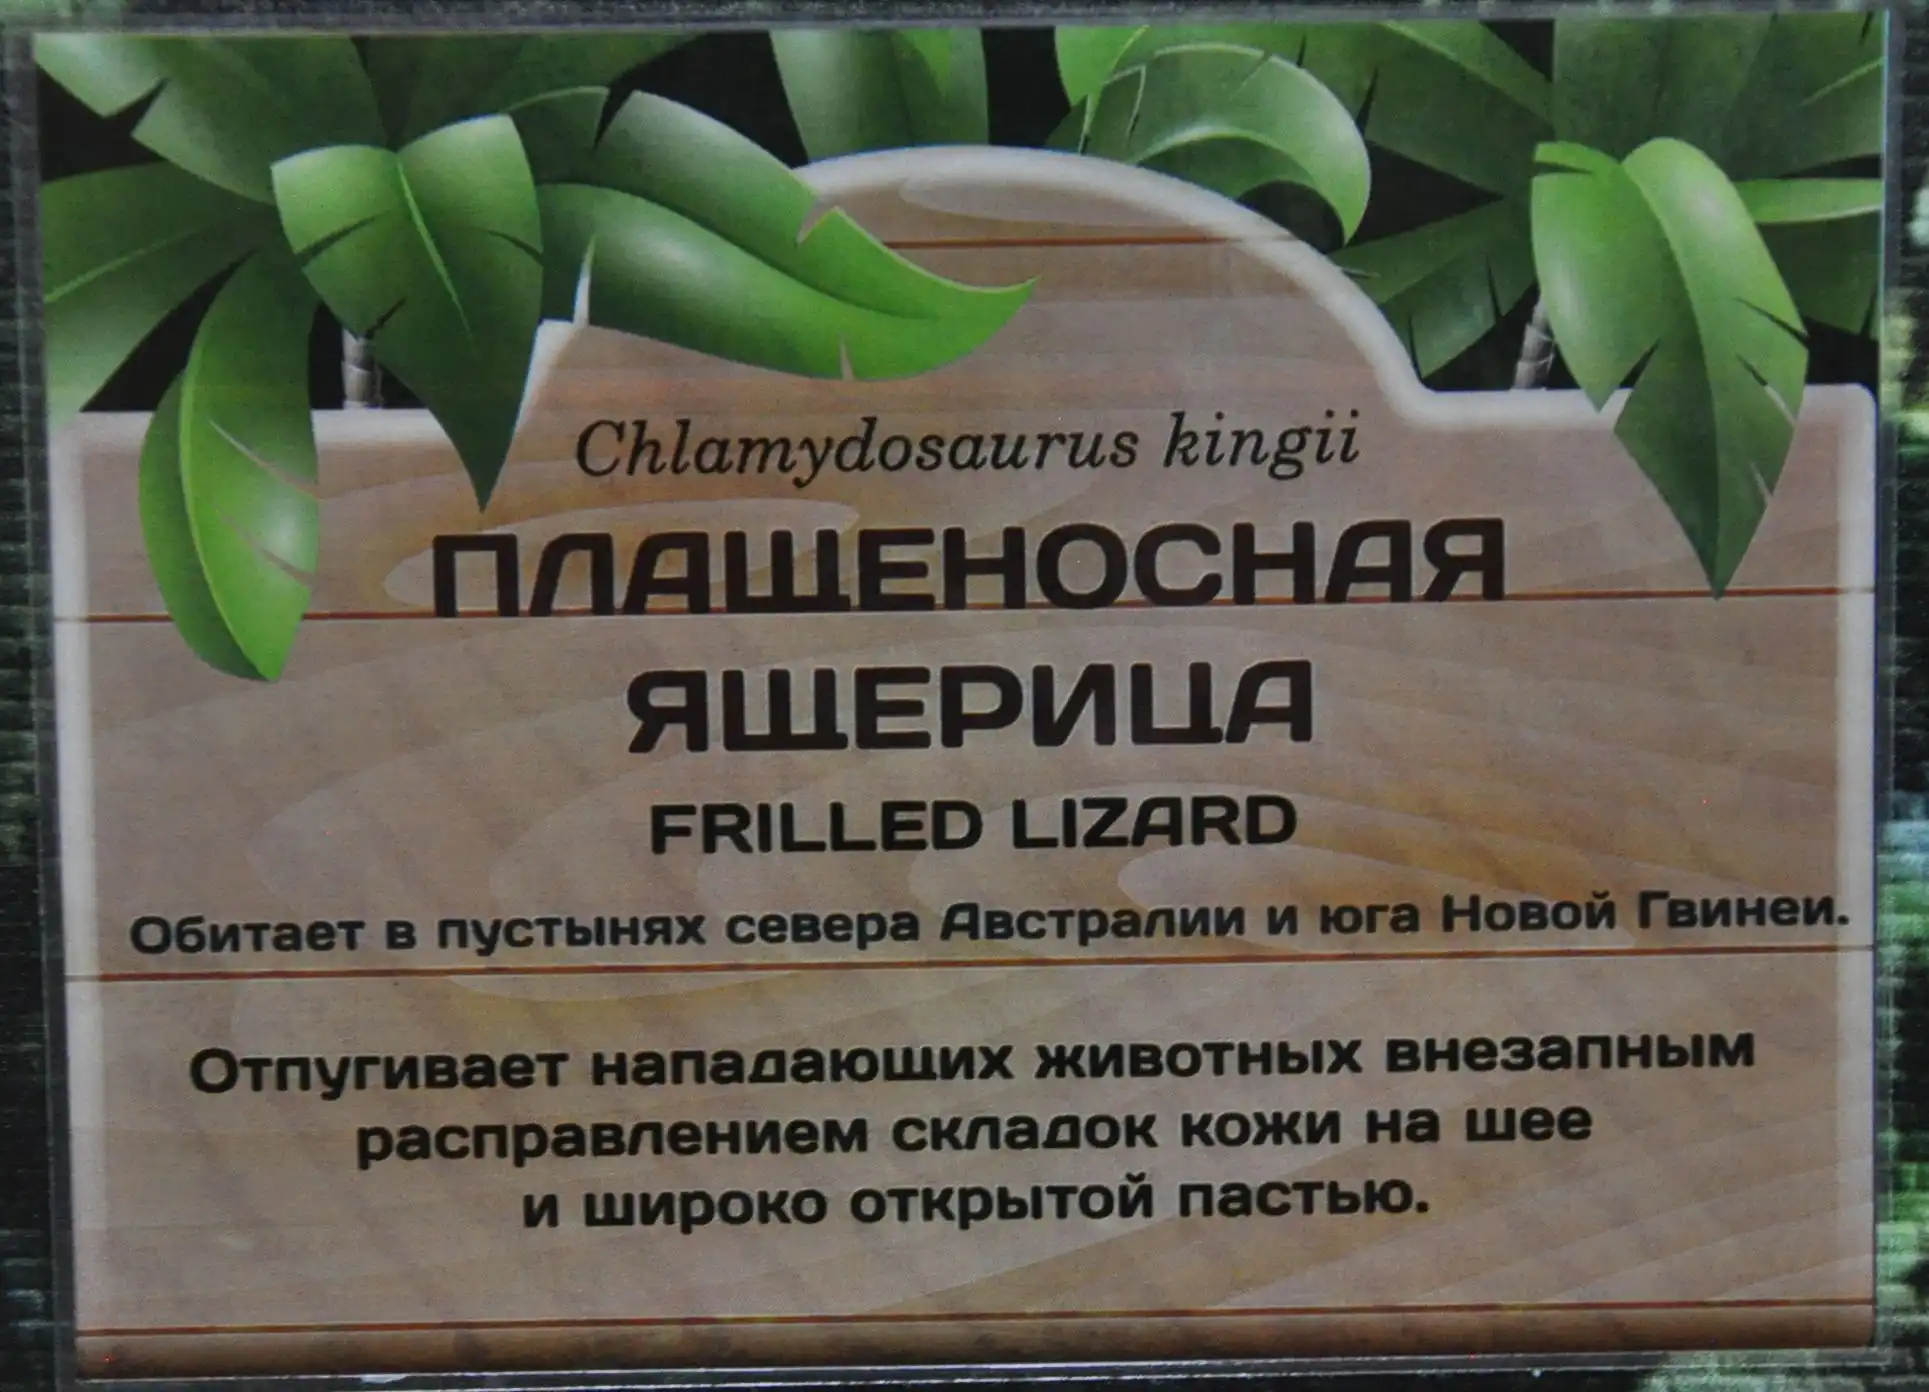 Chlamydosaurus kingii
ПЛАЩЕНОСНАЯ
ЯЩЕРИЦА
FRILLED LIZARD
Обитает в пустынях севера Австралии и юга Новой Гвинеи.
Отпугивает нападающих животных внезапным
расправлением складок кожи на шее
и широко открытой пастью.